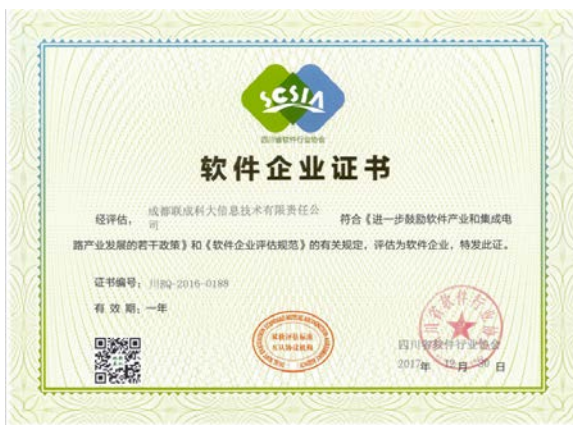 SCSIA
四川省软件行业协会
软件企业证书
经评估，成都联成科大信息技术有限责任公司 符合《进一步鼓励软件产业和集成电
路产业发展的若干政策》和《软件企业评估规范》的有关规定，评估为软件企业，特发此证。
证书编号：川RQ-2016-0188
有 效 期：一年
四川省软件行业协会
2017年 12月 30日